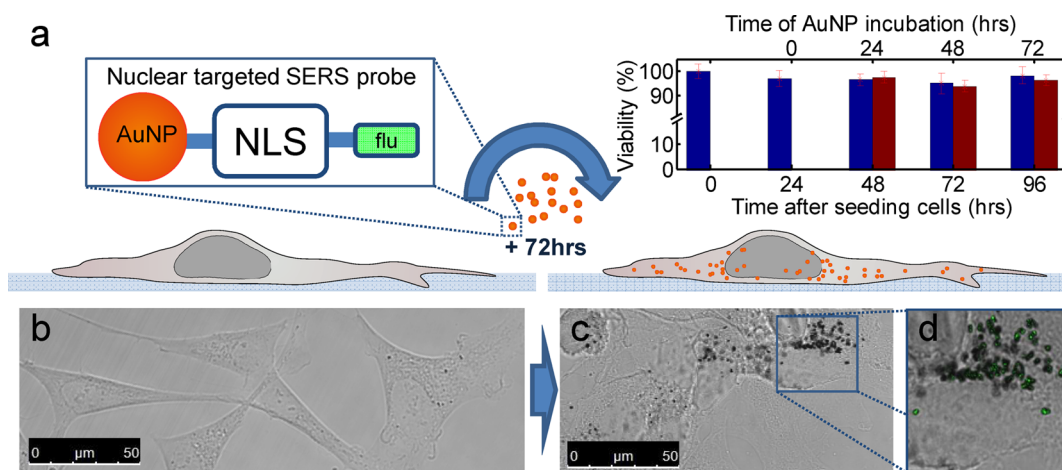 a
Nuclear targeted SERS probe
AuNP
NLS
flu
+ 72hrs
Time of AuNP incubation (hrs)
0 24 48 72
Viability (%)
100
90
10
0
0 24 48 72 96
Time after seeding cells (hrs)
b
0 µm 50
c
0 µm 50
d